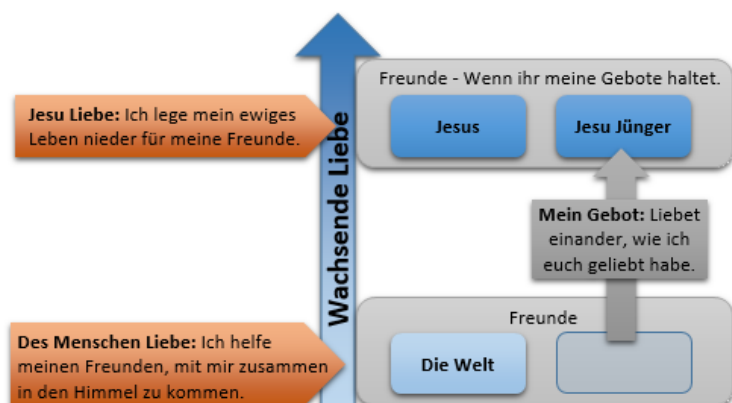 Freunde - Wenn ihr meine Gebote haltet.
Jesu Liebe: Ich lege mein ewiges
Leben nieder für meine Freunde.
Jesus
Jesu Jünger
Wachsende Liebe
Mein Gebot: Liebet
einander, wie ich
euch geliebt habe.
Freunde
Des Menschen Liebe: Ich helfe
meinen Freunden, mit mir zusammen
in den Himmel zu kommen.
Die Welt